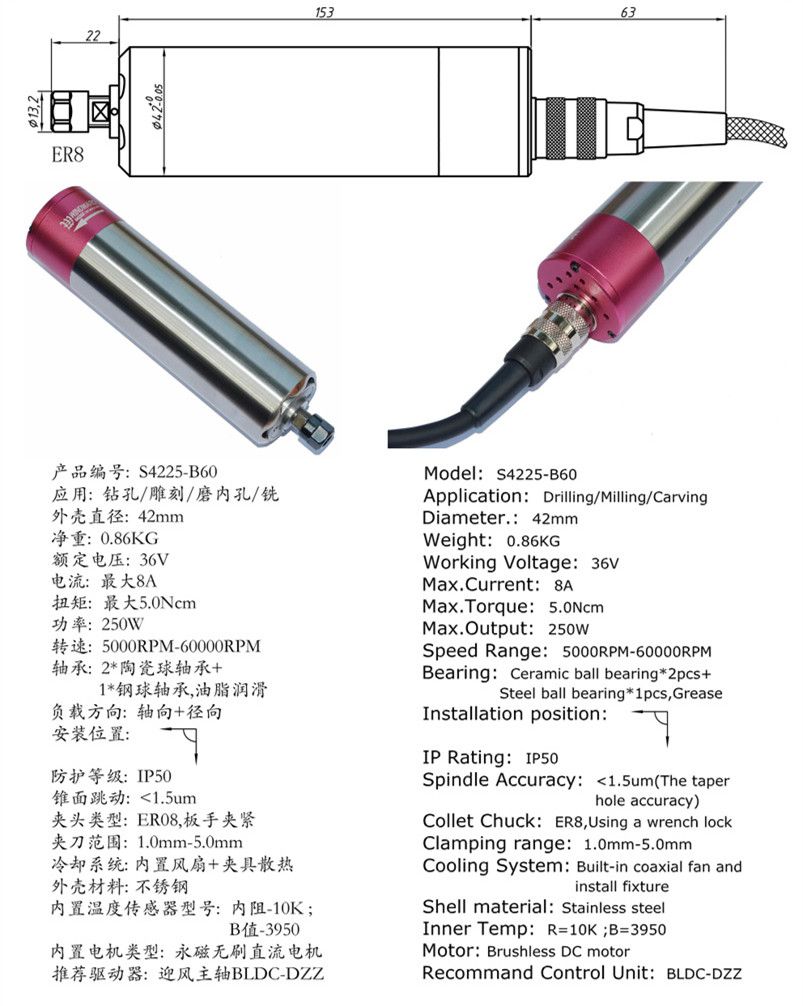 153
63
22
ø13,2
ø42 +0 -0.05
ER8
产品编号: S4225-B60
应用: 钻孔/雕刻/磨内孔/铣
外壳直径: 42mm
净重: 0.86KG
额定电压: 36V
电流: 最大8A
扭矩: 最大5.0Ncm
功率: 250W
转速: 5000RPM-60000RPM
轴承: 2*陶瓷球轴承+
1*钢球轴承,油脂润滑
负载方向: 轴向+径向
安装位置:
防护等级: IP50
锥面跳动: <1.5um
夹头类型: ER08,扳手夹紧
夹刀范围: 1.0mm-5.0mm
冷却系统: 内置风扇+夹具散热
外壳材料: 不锈钢
内置温度传感器型号: 内阻-10K ;
B值-3950
内置电机类型: 永磁无刷直流电机
推荐驱动器: 迎风主轴BLDC-DZZ
Model: S4225-B60
Application: Drilling/Milling/Carving
Diameter.: 42mm
Weight: 0.86KG
Working Voltage: 36V
Max.Current: 8A
Max.Torque: 5.0Ncm
Max.Output: 250W
Speed Range: 5000RPM-60000RPM
Bearing: Ceramic ball bearing*2pcs+
Steel ball bearing*1pcs,Grease
Installation position:
IP Rating: IP50
Spindle Accuracy: <1.5um(The taper
hole accuracy)
Collet Chuck: ER8,Using a wrench lock
Clamping range: 1.0mm-5.0mm
Cooling System: Built-in coaxial fan and
install fixture
Shell material: Stainless steel
Inner Temp: R=10K ;B=3950
Motor: Brushless DC motor
Recommand Control Unit: BLDC-DZZ